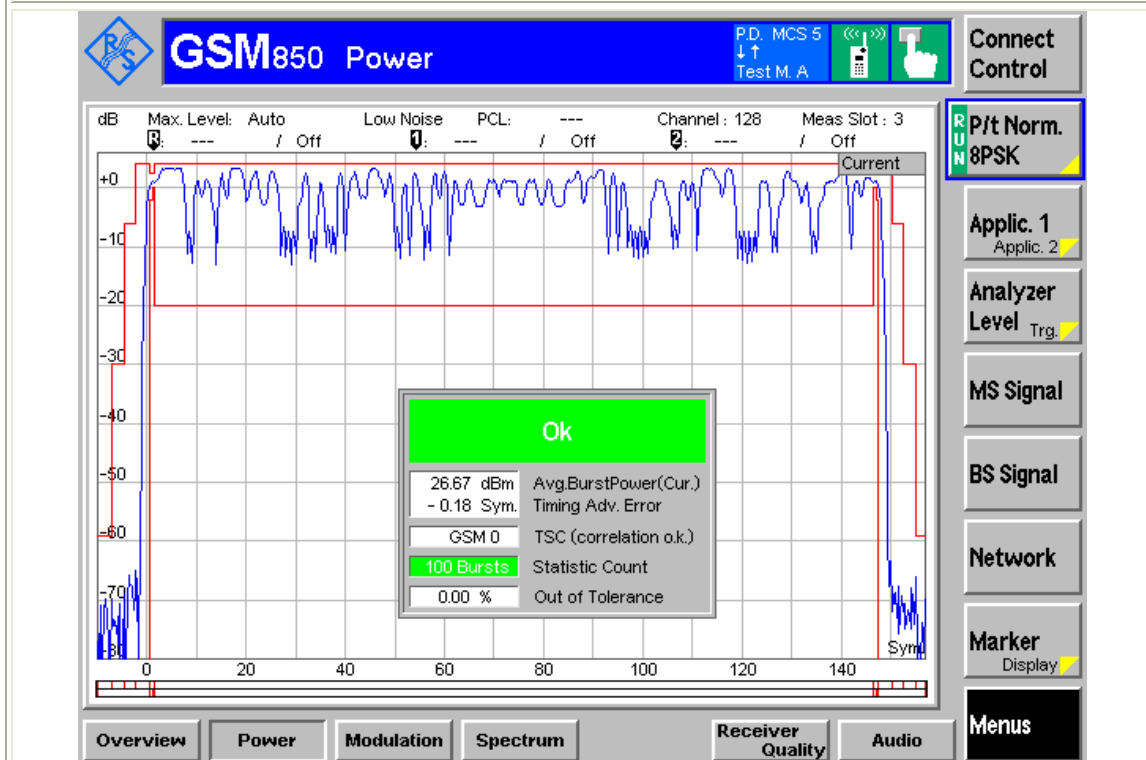 R&S GSM850 Power P.D. MCS 5
↓↑
Test M. A
Connect
Control
dB Max. Level: Auto Low Noise PCL: --- Channel : 128 Meas Slot : 3
R: --- / Off 1: --- / Off 2: --- / Off
Current
+0
-10
-20
-30
-40
-50
-60
-70
-80
Ok
26.67 dBm Avg.BurstPower(Cur.)
- 0.18 Sym. Timing Adv. Error
GSM 0 TSC (correlation o.k.)
100 Bursts Statistic Count
0.00 % Out of Tolerance
Sym
0 20 40 60 80 100 120 140
RUN
P/t Norm.
8PSK
Applic. 1
Applic. 2
Analyzer
Level Trg.
MS Signal
BS Signal
Network
Marker
Display
Menus
Overview Power Modulation Spectrum Receiver
Quality Audio